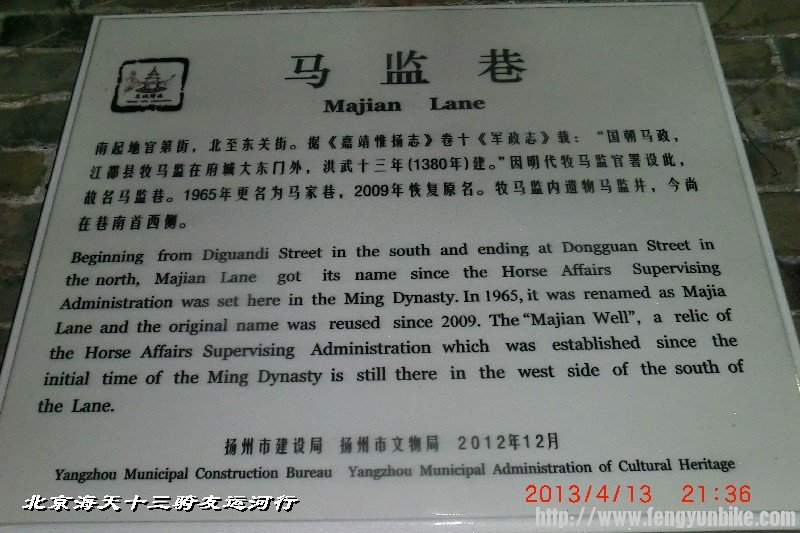 马监巷
Majian Lane
南起地官第街，北至东关街。据《嘉靖惟扬志》卷十《军政志》载：“国朝马政，
江都县牧马监在府城大东门外，洪武十三年(1380年)建。”因明代牧马监官署设此，
故名马监巷。1965年更名为马家巷，2009年恢复原名。牧马监内遗物马监井，今尚
在巷南首西侧。
Beginning from Diguandi Street in the south and ending at Dongguan Street in
the north, Majian Lane got its name since the Horse Affairs Supervising
Administration was set here in the Ming Dynasty. In 1965, it was renamed as Majia
Lane and the original name was reused since 2009. The “Majian Well”, a relic of
the Horse Affairs Supervising Administration which was established since the
initial time of the Ming Dynasty is still there in the west side of the south of
the Lane.
扬州市建设局 扬州市文物局 2012年12月
Yangzhou Municipal Construction Bureau Yangzhou Municipal Administration of Cultural Heritage
北京海天十三骑友运河行
2013/4/13 21:36
http://www.fengyunbike.com/